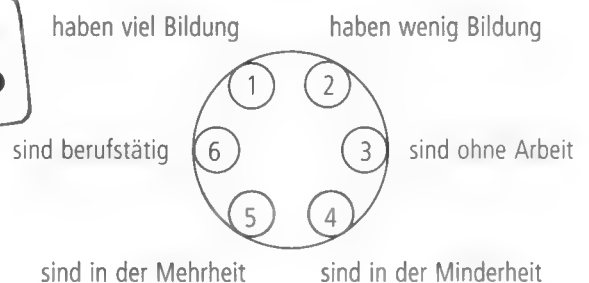 haben viel Bildung haben wenig Bildung
1 2
sind berufstätig 6 3 sind ohne Arbeit
5 4
sind in der Mehrheit sind in der Minderheit